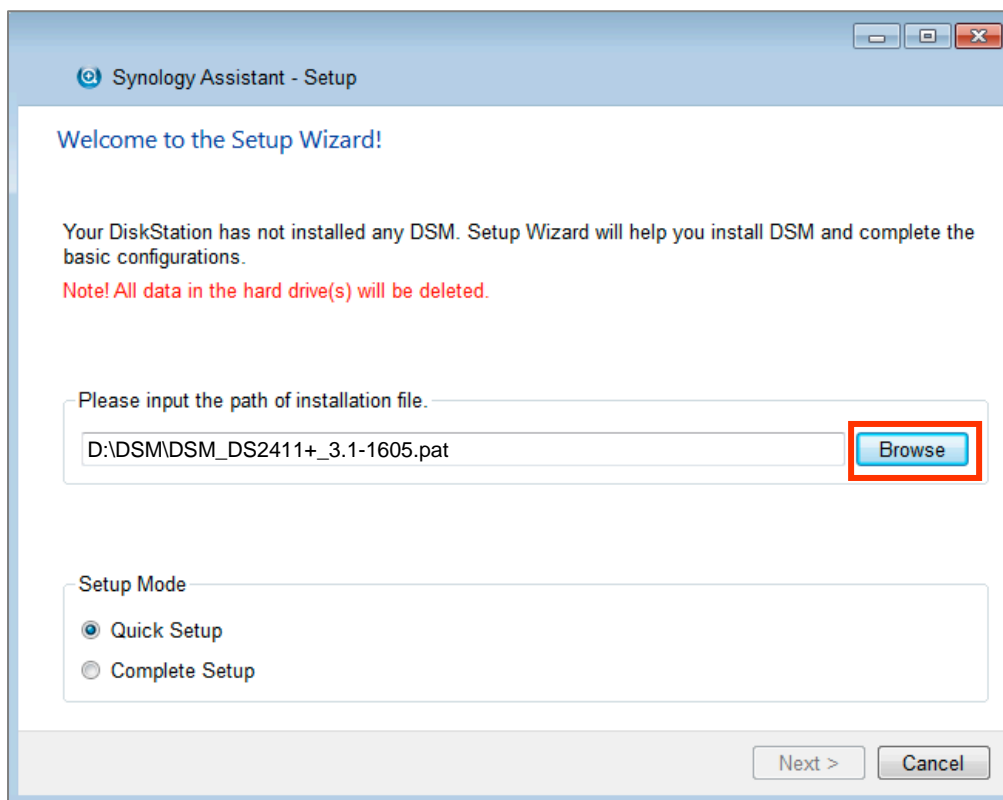 Synology Assistant - Setup
Welcome to the Setup Wizard!
Your DiskStation has not installed any DSM. Setup Wizard will help you install DSM and complete the
basic configurations.
Note! All data in the hard drive(s) will be deleted.
Please input the path of installation file.
D:\DSM\DSM_DS2411+_3.1-1605.pat
Browse
Setup Mode
Quick Setup
Complete Setup
Next >
Cancel